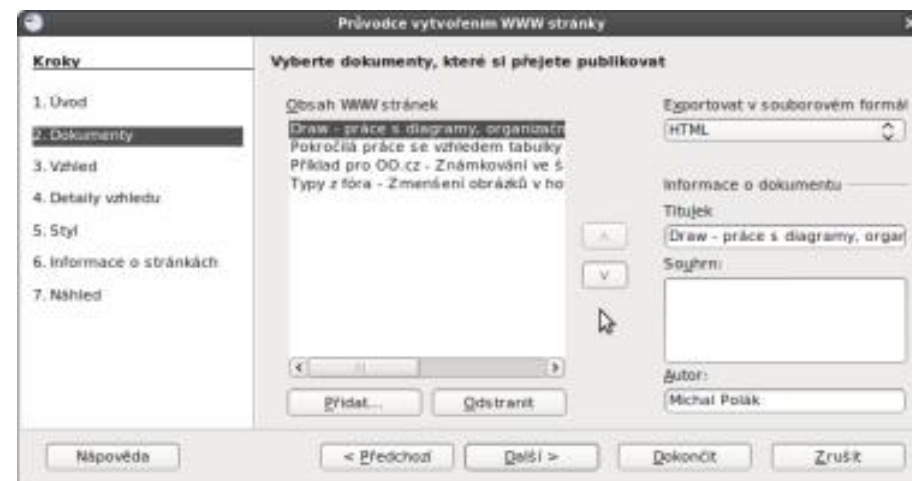 Průvodce vytvořením WWW stránky
Kroky
1. Úvod
2. Dokumenty
3. Vzhled
4. Detaily vzhledu
5. Styl
6. Informace o stránkách
7. Náhled
Vyberte dokumenty, které si přejete publikovat
Obsah WWW stránek
Draw - práce s diagramy, organizačn
Pokročilá práce se vzhledem tabulky
Příklad pro OO.cz - Známkování ve š
Typy z fóra - Zmenšení obrázků v ho
Přidat...
Odstranit
Exportovat v souborovém formát
HTML
Informace o dokumentu
Titulek
Draw - práce s diagramy, organ
Souhrn:
Autor:
Michal Polák
Nápověda
< Předchozí
Další >
Dokončit
Zrušit